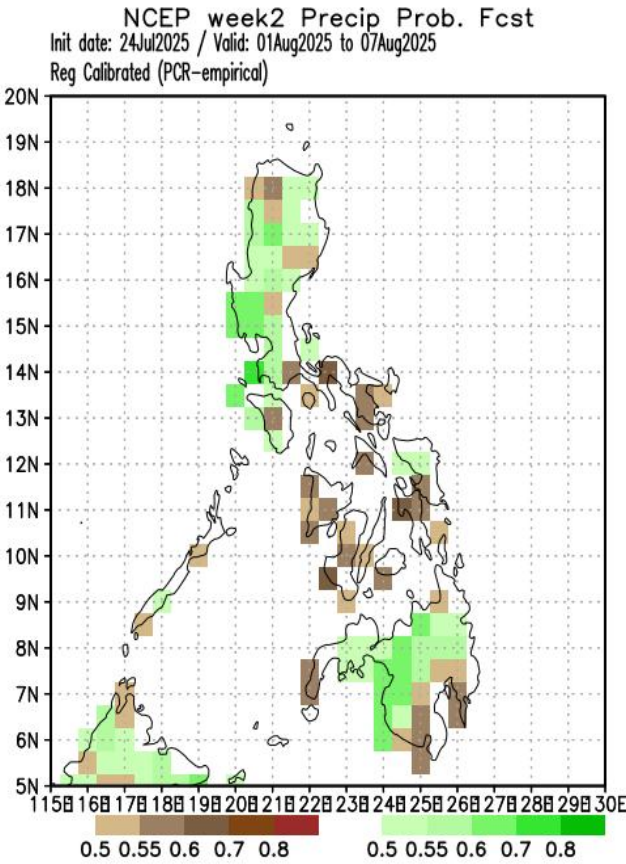 NCEP week2 Precip Prob. Fcst
Init date: 24Jul2025 / Valid: 01Aug2025 to 07Aug2025
Reg Calibrated (PCR-empirical)
20N
19N
18N
17N
16N
15N
14N
13N
12N
11N
10N
9N
8N
7N
6N
5N
115E 116E 117E 118E 119E 120E 121E 122E 123E 124E 125E 126E 127E 128E 129E 130E
0.5 0.55 0.6 0.7 0.8 0.5 0.55 0.6 0.7 0.8